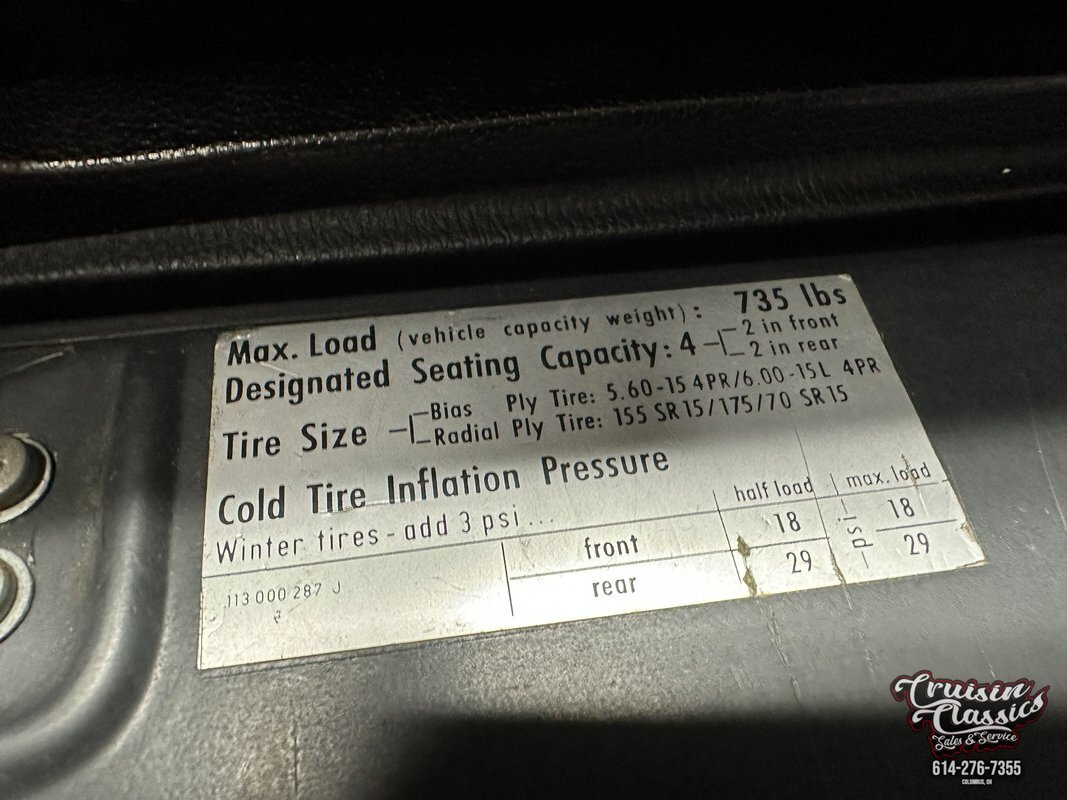 Max. Load (vehicle capacity weight): 735 lbs
Designated Seating Capacity: 4
2 in front
2 in rear
Tire Size
Bias Ply Tire: 5.60-15 4PR/6.00-15L 4PR
Radial Ply Tire: 155 SR15/175/70 SR15
Cold Tire Inflation Pressure
Winter tires - add 3 psi...
half load max. load
front 18 psi 18
rear 29 29
113 000 287 J
Cruisin
Classics
Sales & Service
614-276-7355
COLUMBUS, OH